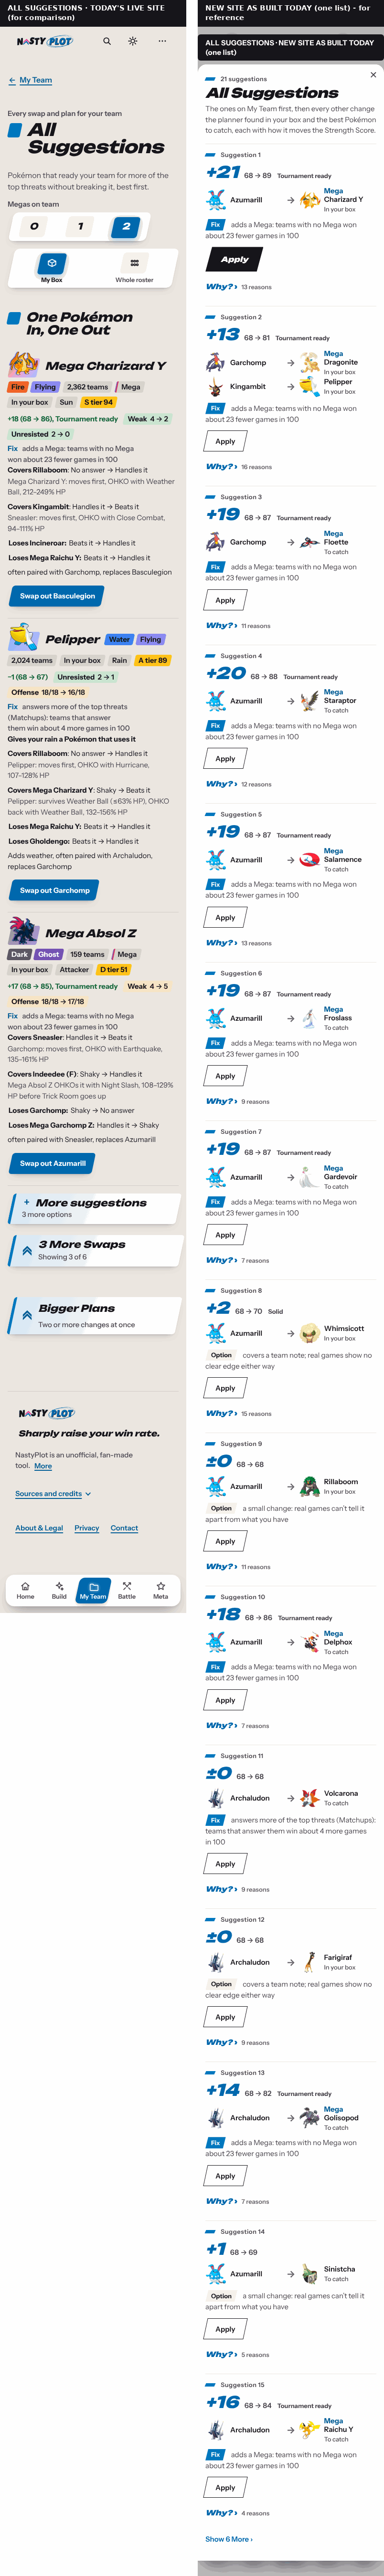 ALL SUGGESTIONS · TODAY'S LIVE SITE
(for comparison)
NASTY PLOT
← My Team
Every swap and plan for your team
All
Suggestions
Pokémon that ready your team for more of the
top threats without breaking it, best first.
Megas on team
0
1
2
My Box
Whole roster
One Pokémon
In, One Out
Mega Charizard Y
Fire
Flying
2,362 teams
Mega
In your box
Sun
S tier 94
+18 (68 → 86), Tournament ready
Weak 4 → 2
Unresisted 2 → 0
Fix adds a Mega: teams with no Mega
won about 23 fewer games in 100
Covers Rillaboom: No answer → Handles it
Mega Charizard Y: moves first, OHKO with Weather
Ball, 212–249% HP
Covers Kingambit: Handles it → Beats it
Sneasler: moves first, OHKO with Close Combat,
94–111% HP
Loses Incineroar: Beats it → Handles it
Loses Mega Raichu Y: Beats it → Handles it
often paired with Garchomp, replaces Basculegion
Swap out Basculegion
Pelipper
Water
Flying
2,024 teams
In your box
Rain
A tier 89
−1 (68 → 67)
Unresisted 2 → 1
Offense 18/18 → 16/18
Fix answers more of the top threats
(Matchups): teams that answer
them win about 4 more games in 100
Gives your rain a Pokémon that uses it
Covers Rillaboom: No answer → Handles it
Pelipper: moves first, OHKO with Hurricane,
107–128% HP
Covers Mega Charizard Y: Shaky → Beats it
Pelipper: survives Weather Ball (≤63% HP), OHKO
back with Weather Ball, 132–156% HP
Loses Mega Raichu Y: Beats it → Handles it
Loses Gholdengo: Beats it → Handles it
Adds weather, often paired with Archaludon,
replaces Garchomp
Swap out Garchomp
Mega Absol Z
Dark
Ghost
159 teams
Mega
In your box
Attacker
D tier 51
+17 (68 → 85), Tournament ready
Weak 4 → 5
Offense 18/18 → 17/18
Fix adds a Mega: teams with no Mega
won about 23 fewer games in 100
Covers Sneasler: Handles it → Beats it
Garchomp: moves first, OHKO with Earthquake,
135–161% HP
Covers Indeedee (F): Shaky → Handles it
Mega Absol Z OHKOs it with Night Slash, 108–129%
HP before Trick Room goes up
Loses Garchomp: Shaky → No answer
Loses Mega Garchomp Z: Handles it → Shaky
often paired with Sneasler, replaces Azumarill
Swap out Azumarill
+ More suggestions
3 more options
3 More Swaps
Showing 3 of 6
Bigger Plans
Two or more changes at once
NASTY PLOT
Sharply raise your win rate.
NastyPlot is an unofficial, fan-made
tool. More
Sources and credits
About & Legal
Privacy
Contact
Home
Build
My Team
Battle
Meta
NEW SITE AS BUILT TODAY (one list) - for
reference
ALL SUGGESTIONS · NEW SITE AS BUILT TODAY
(one list)
21 suggestions
All Suggestions
The ones on My Team first, then every other change
the planner found in your box and the best Pokémon
to catch, each with how it moves the Strength Score.
Suggestion 1
+21 68 → 89 Tournament ready
Azumarill
→
Mega
Charizard Y
In your box
Fix adds a Mega: teams with no Mega won
about 23 fewer games in 100
Apply
Why? › 13 reasons
Suggestion 2
+13 68 → 81 Tournament ready
Garchomp
→
Mega
Dragonite
In your box
Kingambit
→
Pelipper
In your box
Fix adds a Mega: teams with no Mega won
about 23 fewer games in 100
Apply
Why? › 16 reasons
Suggestion 3
+19 68 → 87 Tournament ready
Garchomp
→
Mega
Floette
To catch
Fix adds a Mega: teams with no Mega won
about 23 fewer games in 100
Apply
Why? › 11 reasons
Suggestion 4
+20 68 → 88 Tournament ready
Azumarill
→
Mega
Staraptor
To catch
Fix adds a Mega: teams with no Mega won
about 23 fewer games in 100
Apply
Why? › 12 reasons
Suggestion 5
+19 68 → 87 Tournament ready
Azumarill
→
Mega
Salamence
To catch
Fix adds a Mega: teams with no Mega won
about 23 fewer games in 100
Apply
Why? › 13 reasons
Suggestion 6
+19 68 → 87 Tournament ready
Azumarill
→
Mega
Froslass
To catch
Fix adds a Mega: teams with no Mega won
about 23 fewer games in 100
Apply
Why? › 9 reasons
Suggestion 7
+19 68 → 87 Tournament ready
Azumarill
→
Mega
Gardevoir
To catch
Fix adds a Mega: teams with no Mega won
about 23 fewer games in 100
Apply
Why? › 7 reasons
Suggestion 8
+2 68 → 70 Solid
Azumarill
→
Whimsicott
In your box
Option covers a team note; real games show no
clear edge either way
Apply
Why? › 15 reasons
Suggestion 9
±0 68 → 68
Azumarill
→
Rillaboom
In your box
Option a small change: real games can't tell it
apart from what you have
Apply
Why? › 11 reasons
Suggestion 10
+18 68 → 86 Tournament ready
Azumarill
→
Mega
Delphox
To catch
Fix adds a Mega: teams with no Mega won
about 23 fewer games in 100
Apply
Why? › 7 reasons
Suggestion 11
±0 68 → 68
Archaludon
→
Volcarona
To catch
Fix answers more of the top threats (Matchups):
teams that answer them win about 4 more games
in 100
Apply
Why? › 9 reasons
Suggestion 12
±0 68 → 68
Archaludon
→
Farigiraf
In your box
Option covers a team note; real games show no
clear edge either way
Apply
Why? › 9 reasons
Suggestion 13
+14 68 → 82 Tournament ready
Archaludon
→
Mega
Golisopod
To catch
Fix adds a Mega: teams with no Mega won
about 23 fewer games in 100
Apply
Why? › 7 reasons
Suggestion 14
+1 68 → 69
Azumarill
→
Sinistcha
To catch
Option a small change: real games can't tell it
apart from what you have
Apply
Why? › 5 reasons
Suggestion 15
+16 68 → 84 Tournament ready
Archaludon
→
Mega
Raichu Y
To catch
Fix adds a Mega: teams with no Mega won
about 23 fewer games in 100
Apply
Why? › 4 reasons
Show 6 More ›